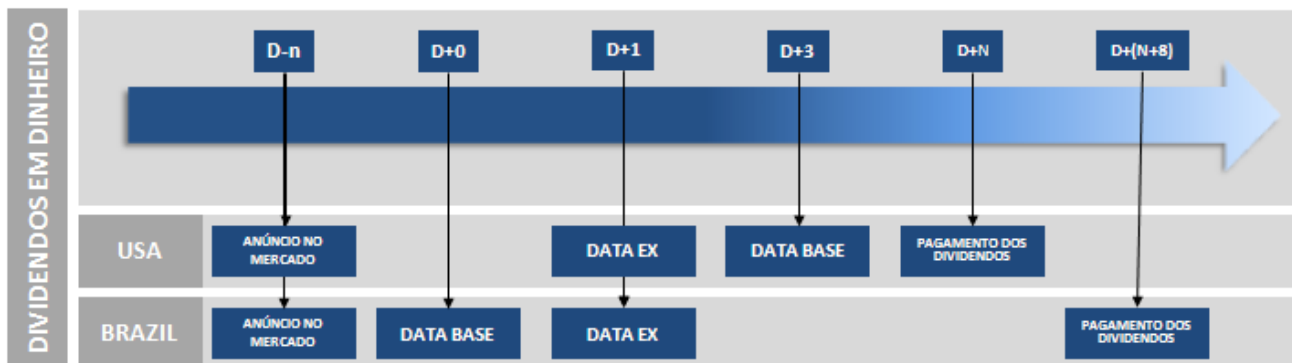 DIVIDENDOS EM DINHEIRO
D-n
D+0
D+1
D+3
D+N
D+(N+8)
USA
ANÚNCIO NO
MERCADO
DATA EX
DATA BASE
PAGAMENTO DOS
DIVIDENDOS
BRAZIL
ANÚNCIO NO
MERCADO
DATA BASE
DATA EX
PAGAMENTO DOS
DIVIDENDOS